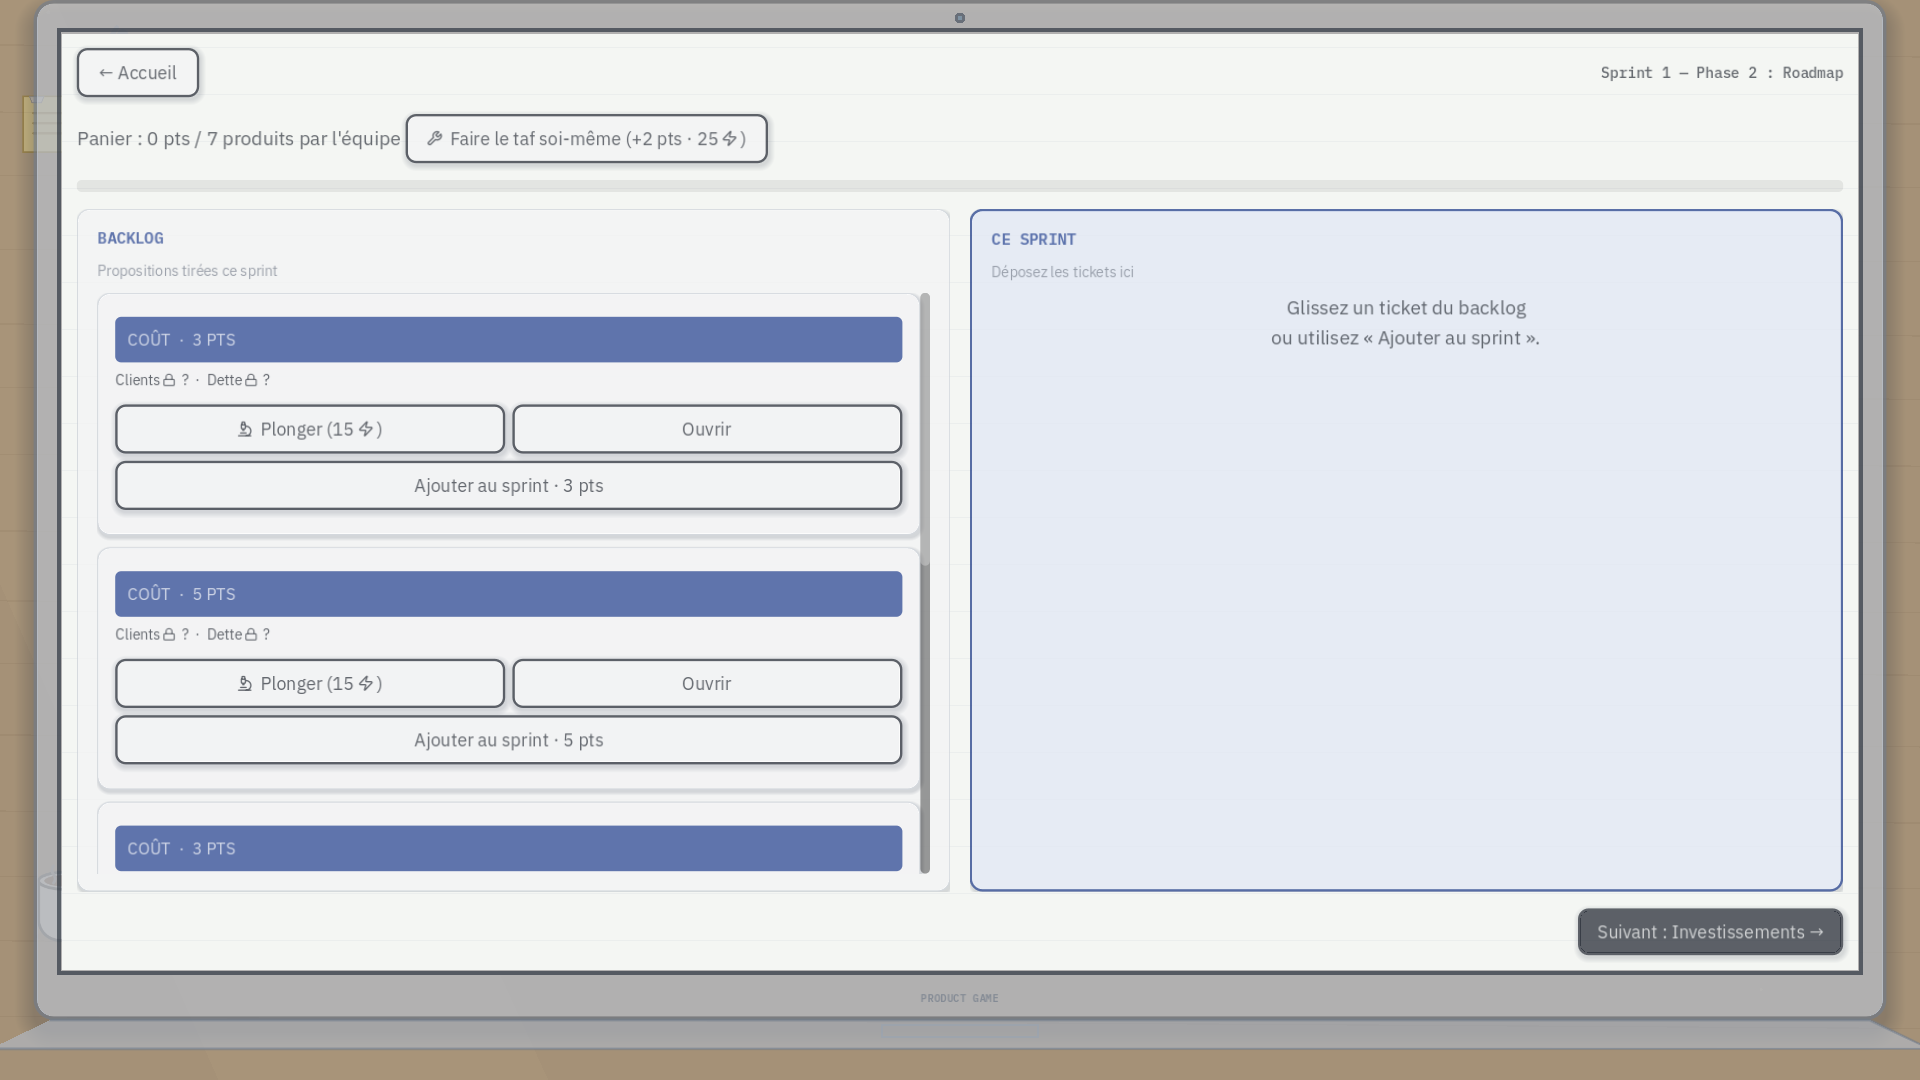 ← Accueil
Sprint 1 — Phase 2 : Roadmap
Panier : 0 pts / 7 produits par l'équipe
Faire le taf soi-même (+2 pts · 25 )
BACKLOG
Propositions tirées ce sprint
COÛT · 3 PTS
Clients ? · Dette ?
Plonger (15 )
Ouvrir
Ajouter au sprint · 3 pts
COÛT · 5 PTS
Clients ? · Dette ?
Plonger (15 )
Ouvrir
Ajouter au sprint · 5 pts
COÛT · 3 PTS
CE SPRINT
Déposez les tickets ici
Glissez un ticket du backlog
ou utilisez « Ajouter au sprint ».
Suivant : Investissements →
PRODUCT GAME